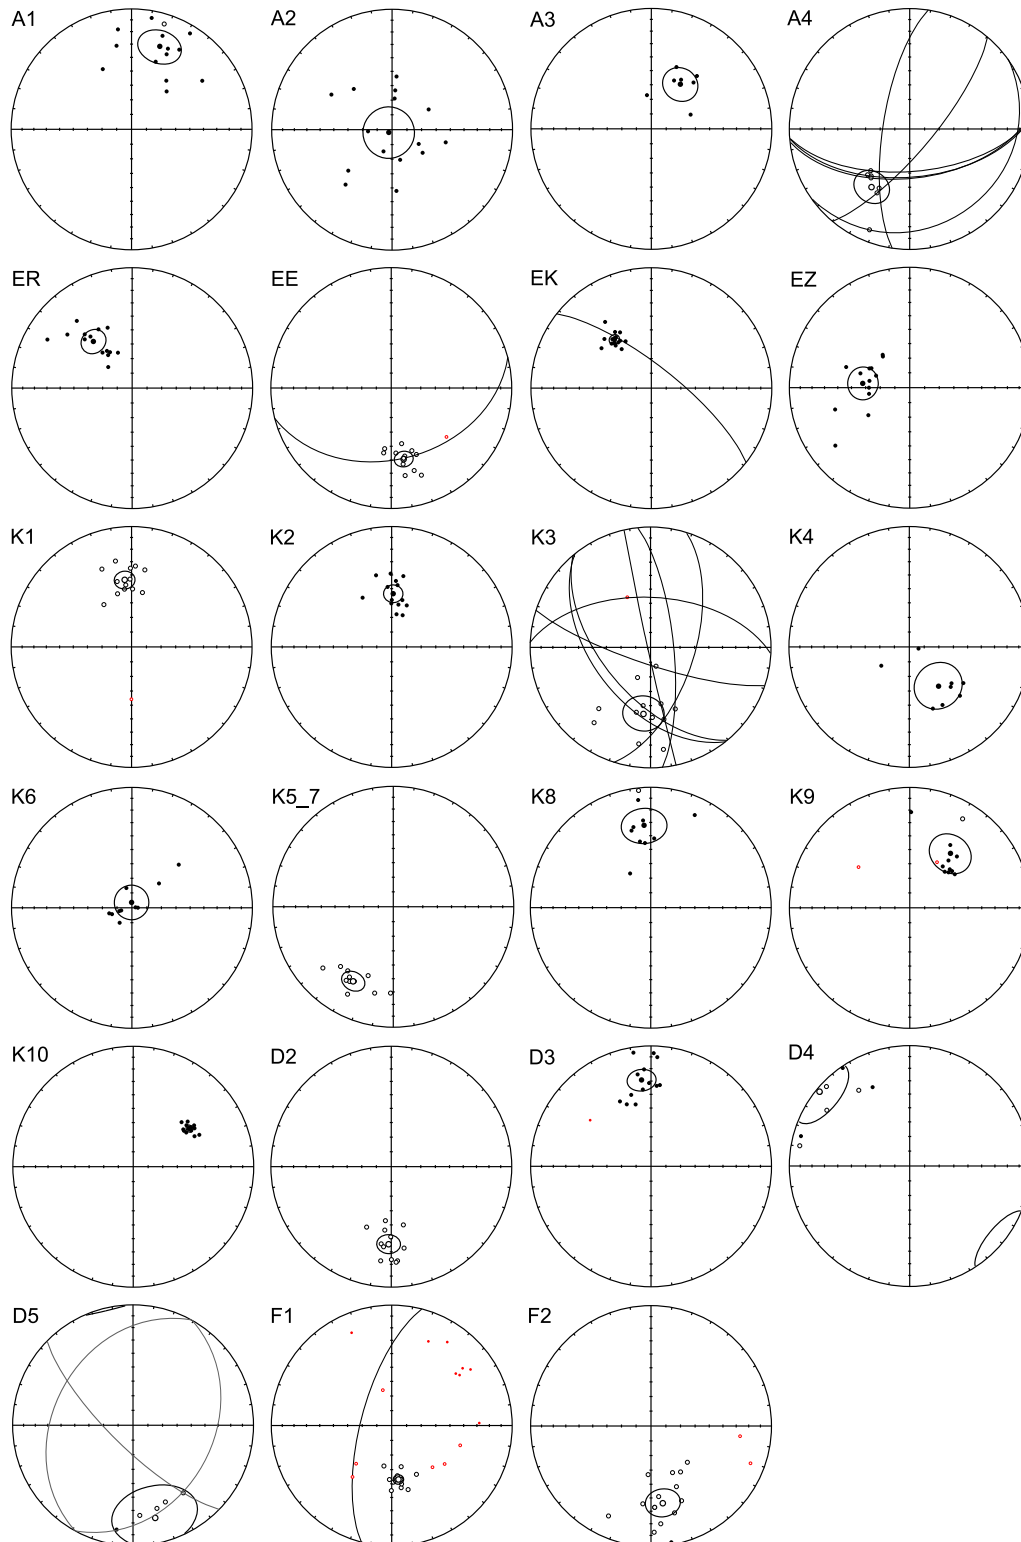 A1 A2 A3 A4
ER EE EK EZ
K1 K2 K3 K4
K6 K5_7 K8 K9
K10 D2 D3 D4
D5 F1 F2